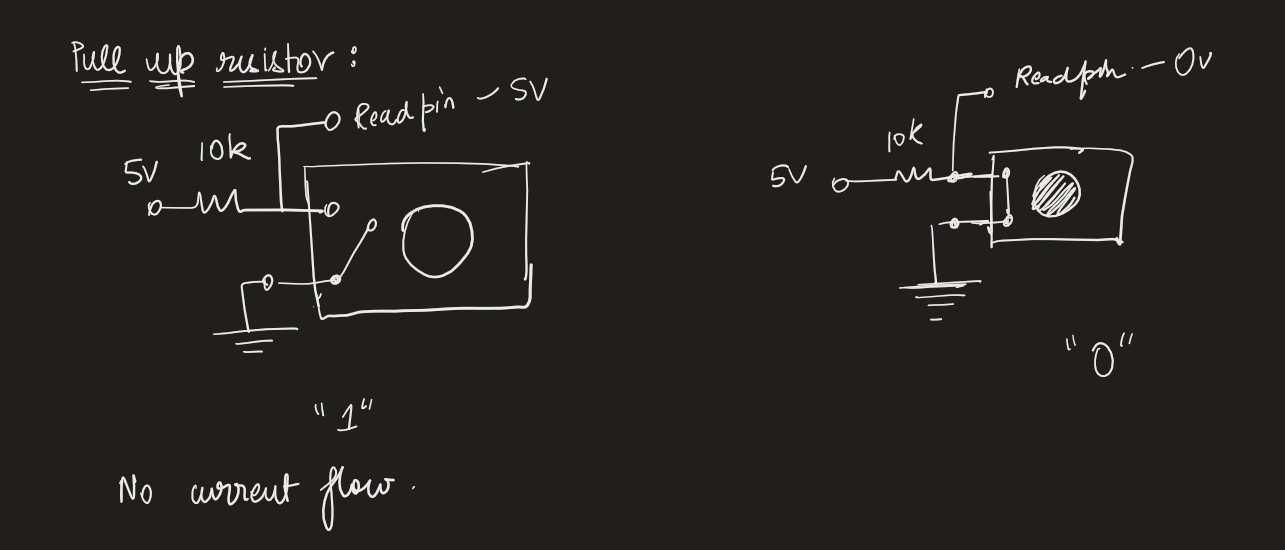 Pull up resistor:
Read pin - 5V
10k
5V
"1"
No current flow.
Read pin - 0v
10k
5V
"0"